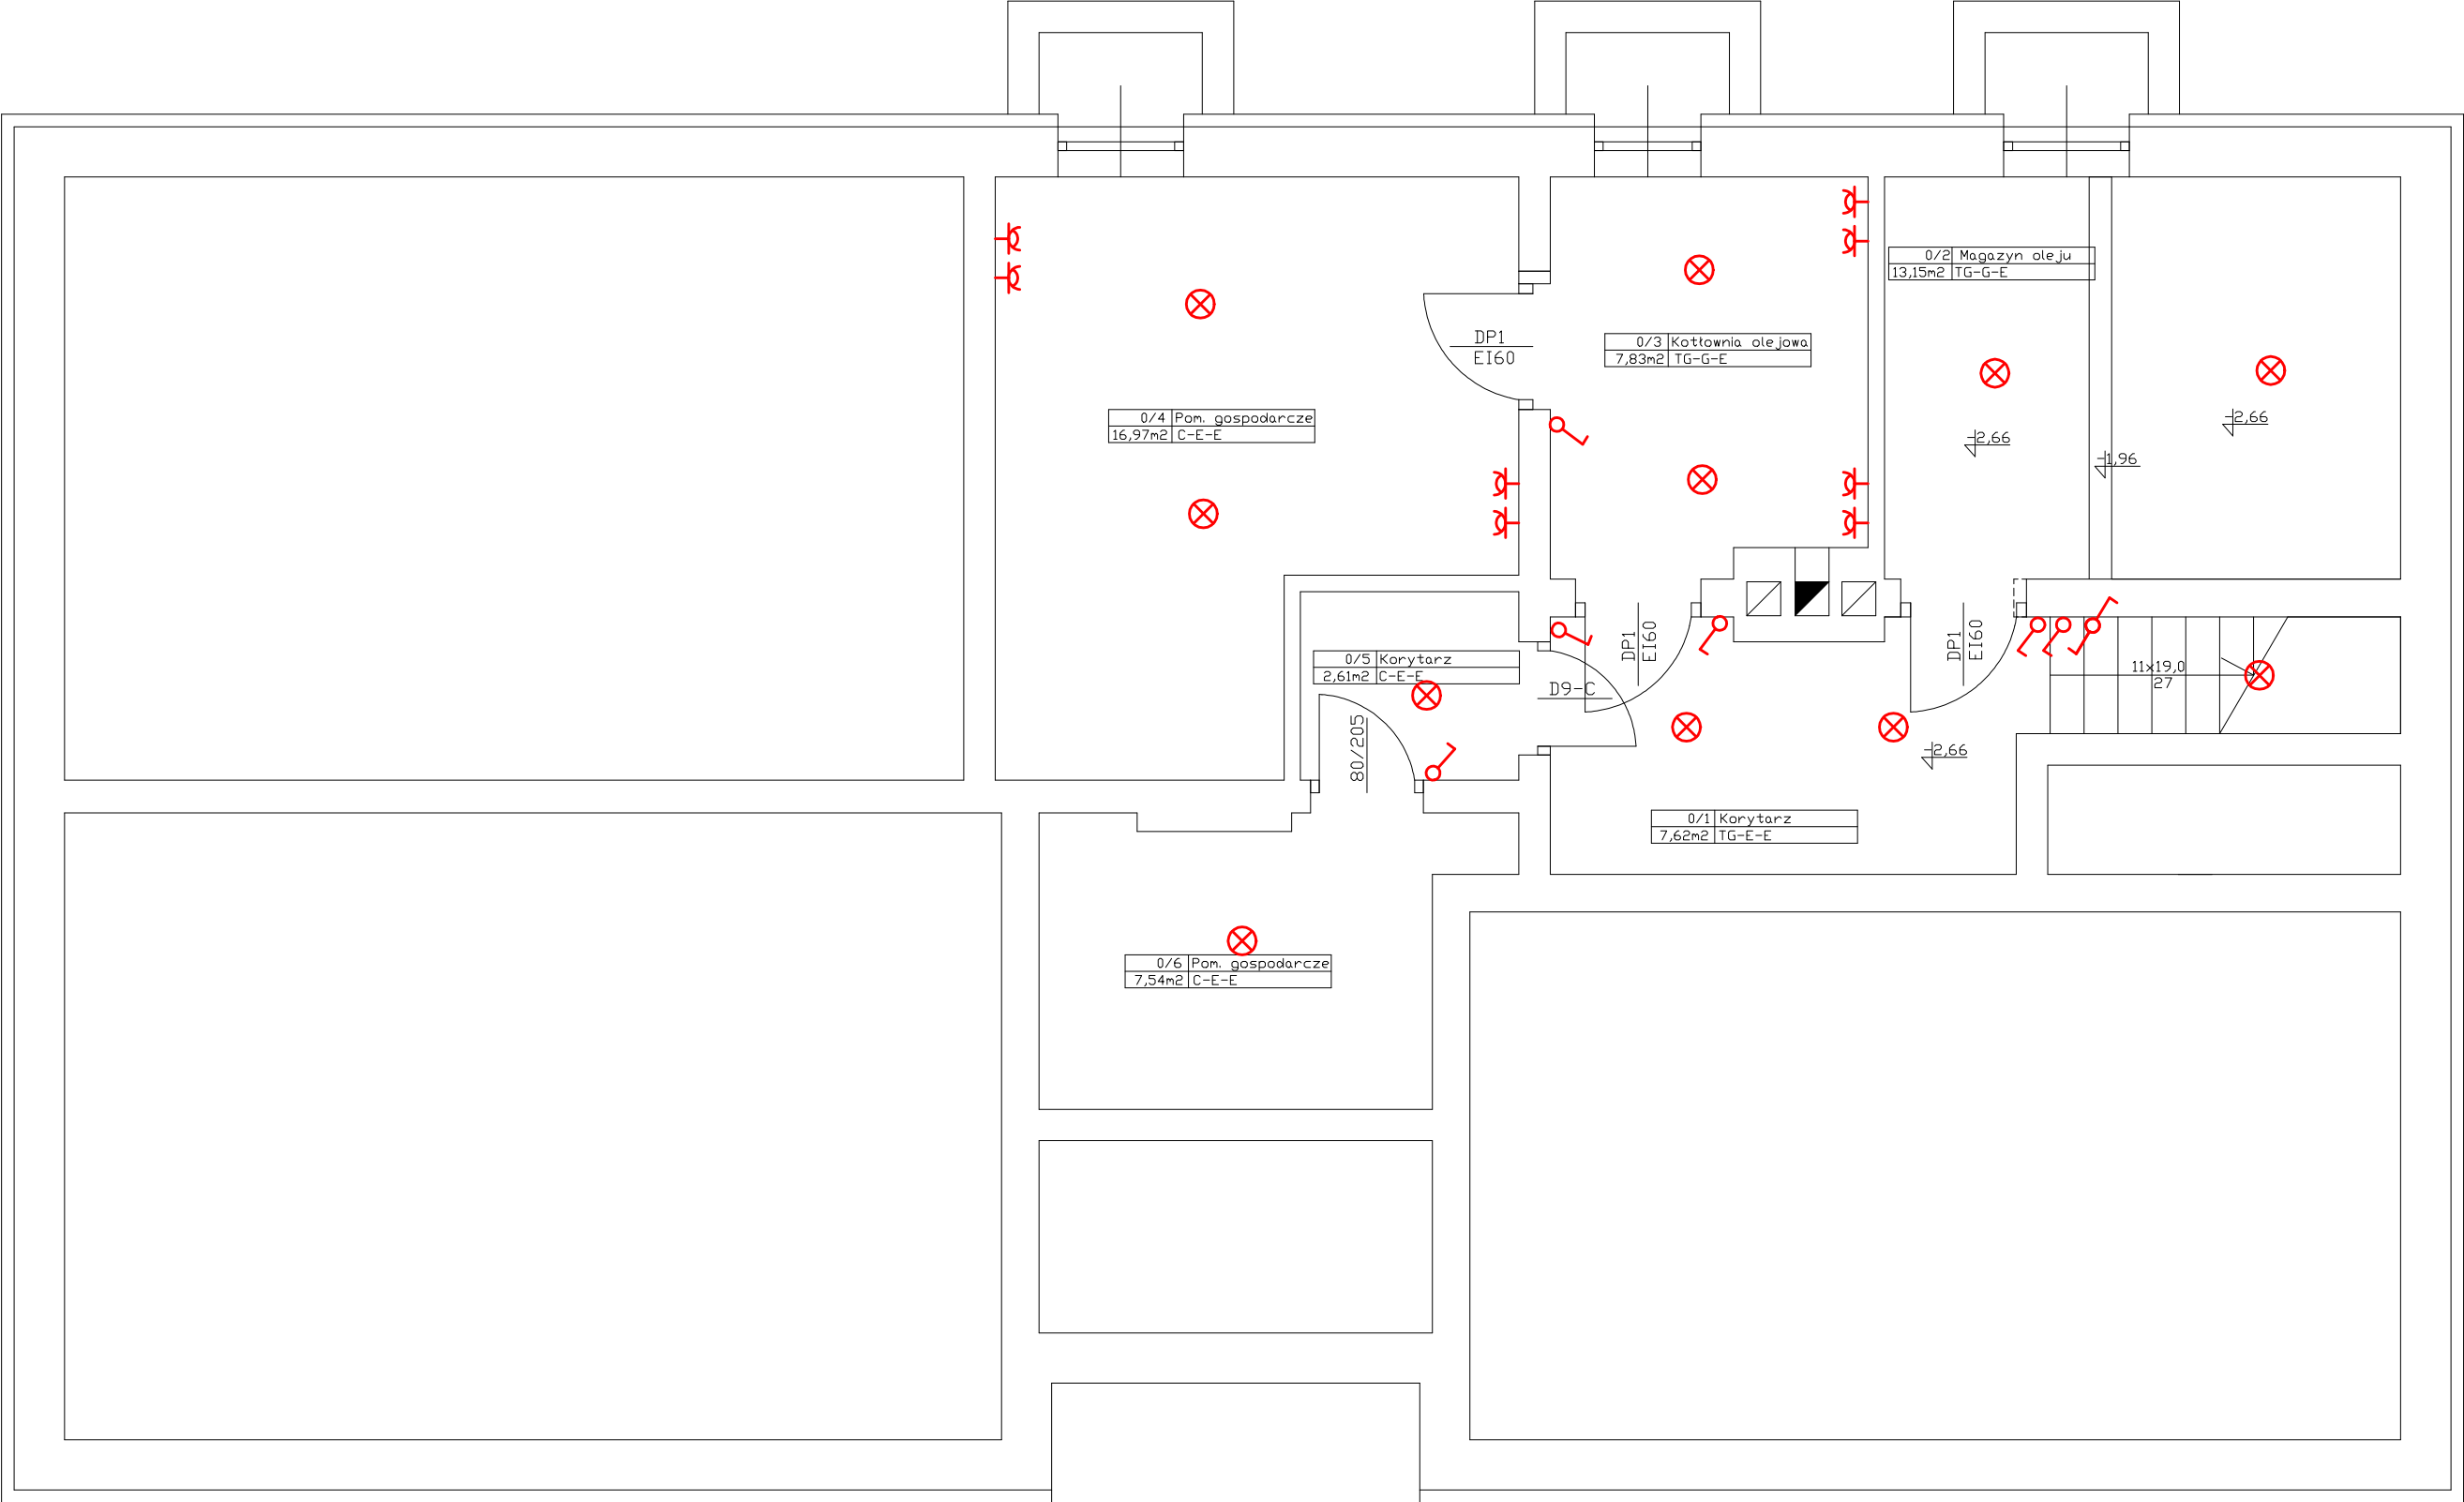 0/2 Magazyn oleju
13,15m2 TG-G-E
DP1
EI60
0/3 Kotłownia olejowa
7,83m2 TG-G-E
0/4 Pom. gospodarcze
16,97m2 C-E-E
-2,66
-2,66
-1,96
0/5 Korytarz
2,61m2 C-E-E
DP1
EI60
DP1
EI60
11x19,0
27
D9-C
80/205
-2,66
0/1 Korytarz
7,62m2 TG-E-E
0/6 Pom. gospodarcze
7,54m2 C-E-E